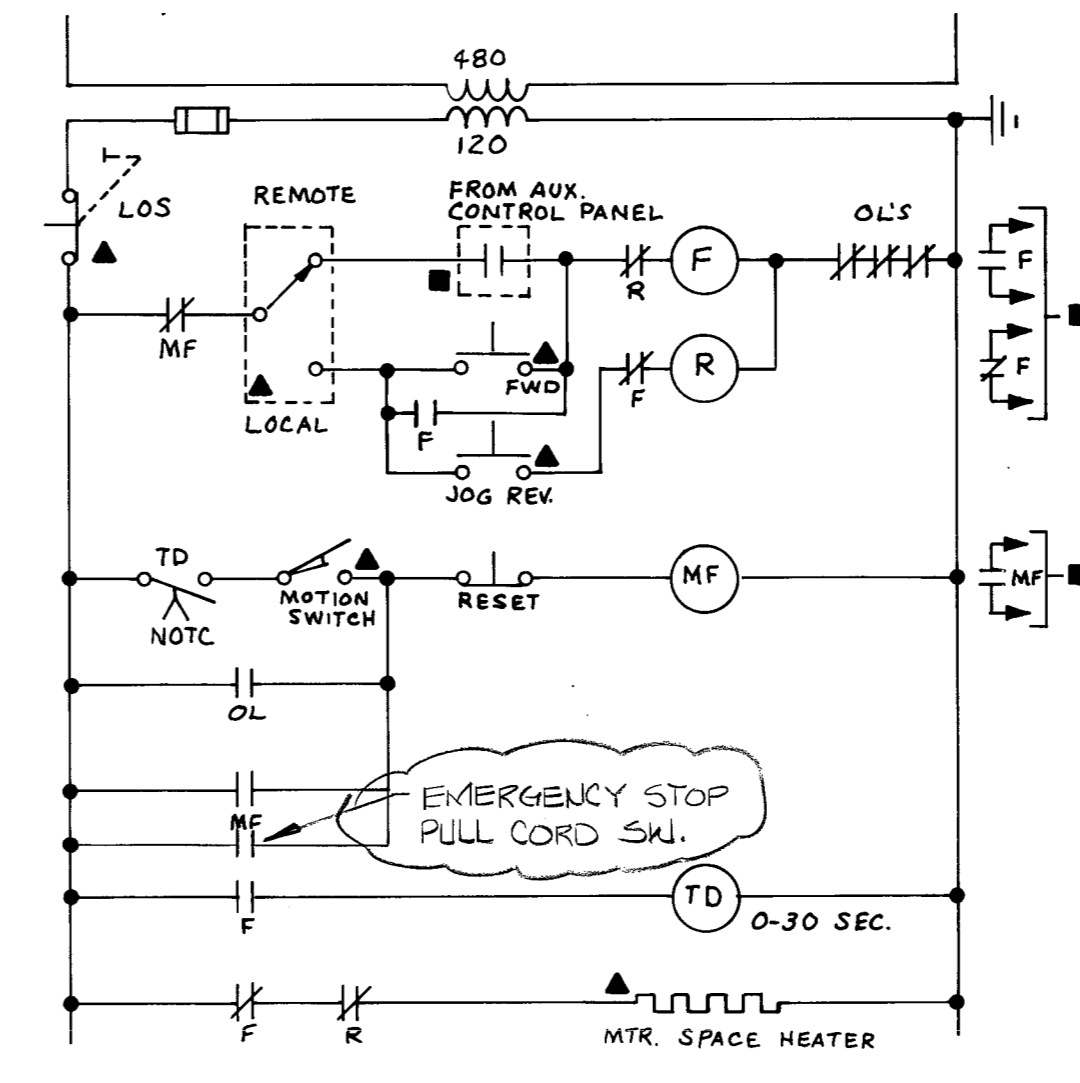 480
120
LOS
REMOTE
FROM AUX.
CONTROL PANEL
OL'S
F
R
F
MF
R
F
FWD
F
F
LOCAL
JOG REV.
TD
NOTC
MOTION
SWITCH
RESET
MF
MF
OL
MF
EMERGENCY STOP
PULL CORD SW.
F
TD
0-30 SEC.
F
R
MTR. SPACE HEATER